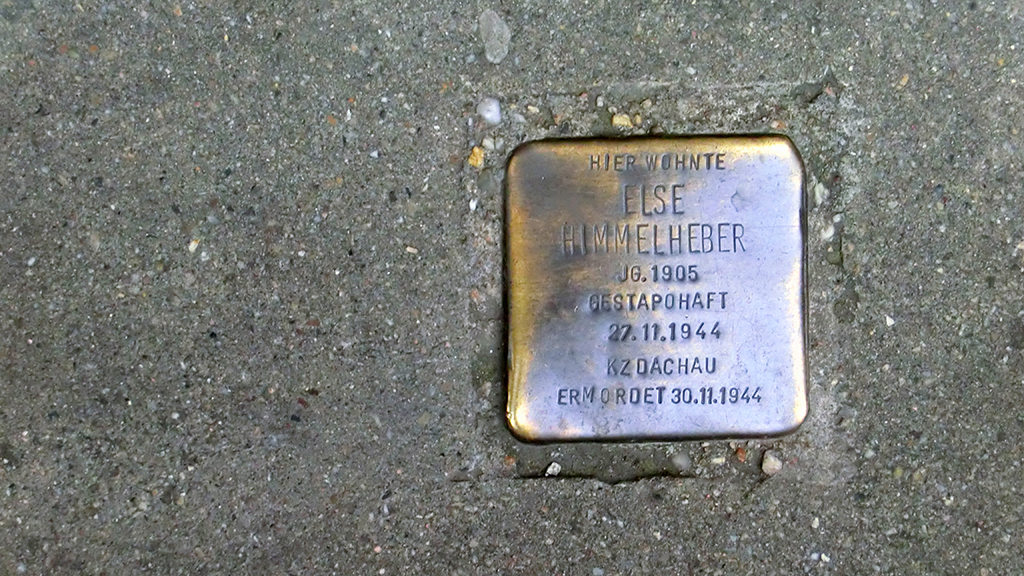 HIER WOHNTE
ELSE
HIMMELHEBER
JG. 1905
GESTAPOHAFT
27.11.1944
KZ DACHAU
ERMORDET 30.11.1944